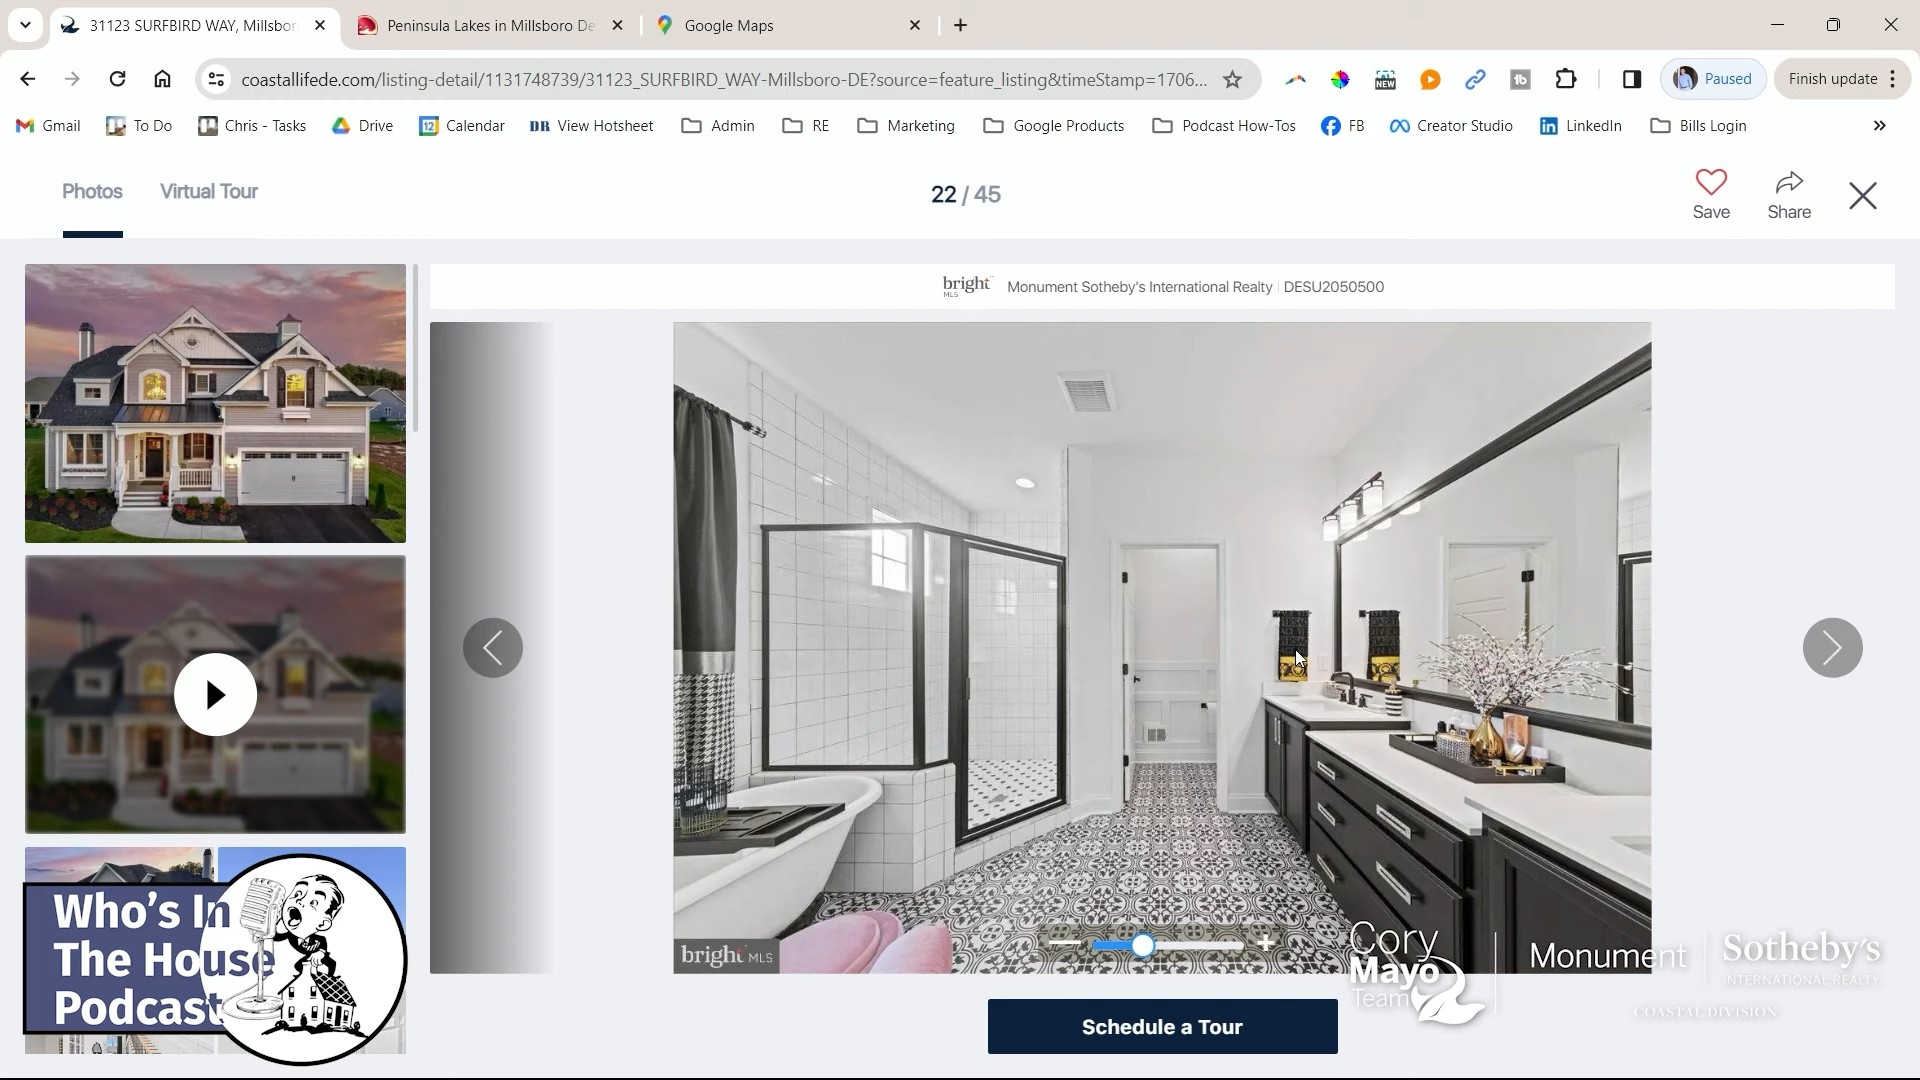 31123 SURFBIRD WAY, Millsbor
Peninsula Lakes in Millsboro De
Google Maps
coastallifede.com/listing-detail/1131748739/31123_SURFBIRD_WAY-Millsboro-DE?source=feature_listing&timeStamp=1706...
NEW
Paused
Finish update
Gmail
To Do
Chris - Tasks
Drive
Calendar
DR View Hotsheet
Admin
RE
Marketing
Google Products
Podcast How-Tos
FB
Creator Studio
LinkedIn
Bills Login
Photos
Virtual Tour
22 / 45
Save
Share
bright MLS
Monument Sotheby's International Realty | DESU2050500
bright MLS
Who's In
The House
Podcast
Cory
Mayo
Team
Monument
Sotheby's
INTERNATIONAL REALTY
COASTAL DIVISION
Schedule a Tour